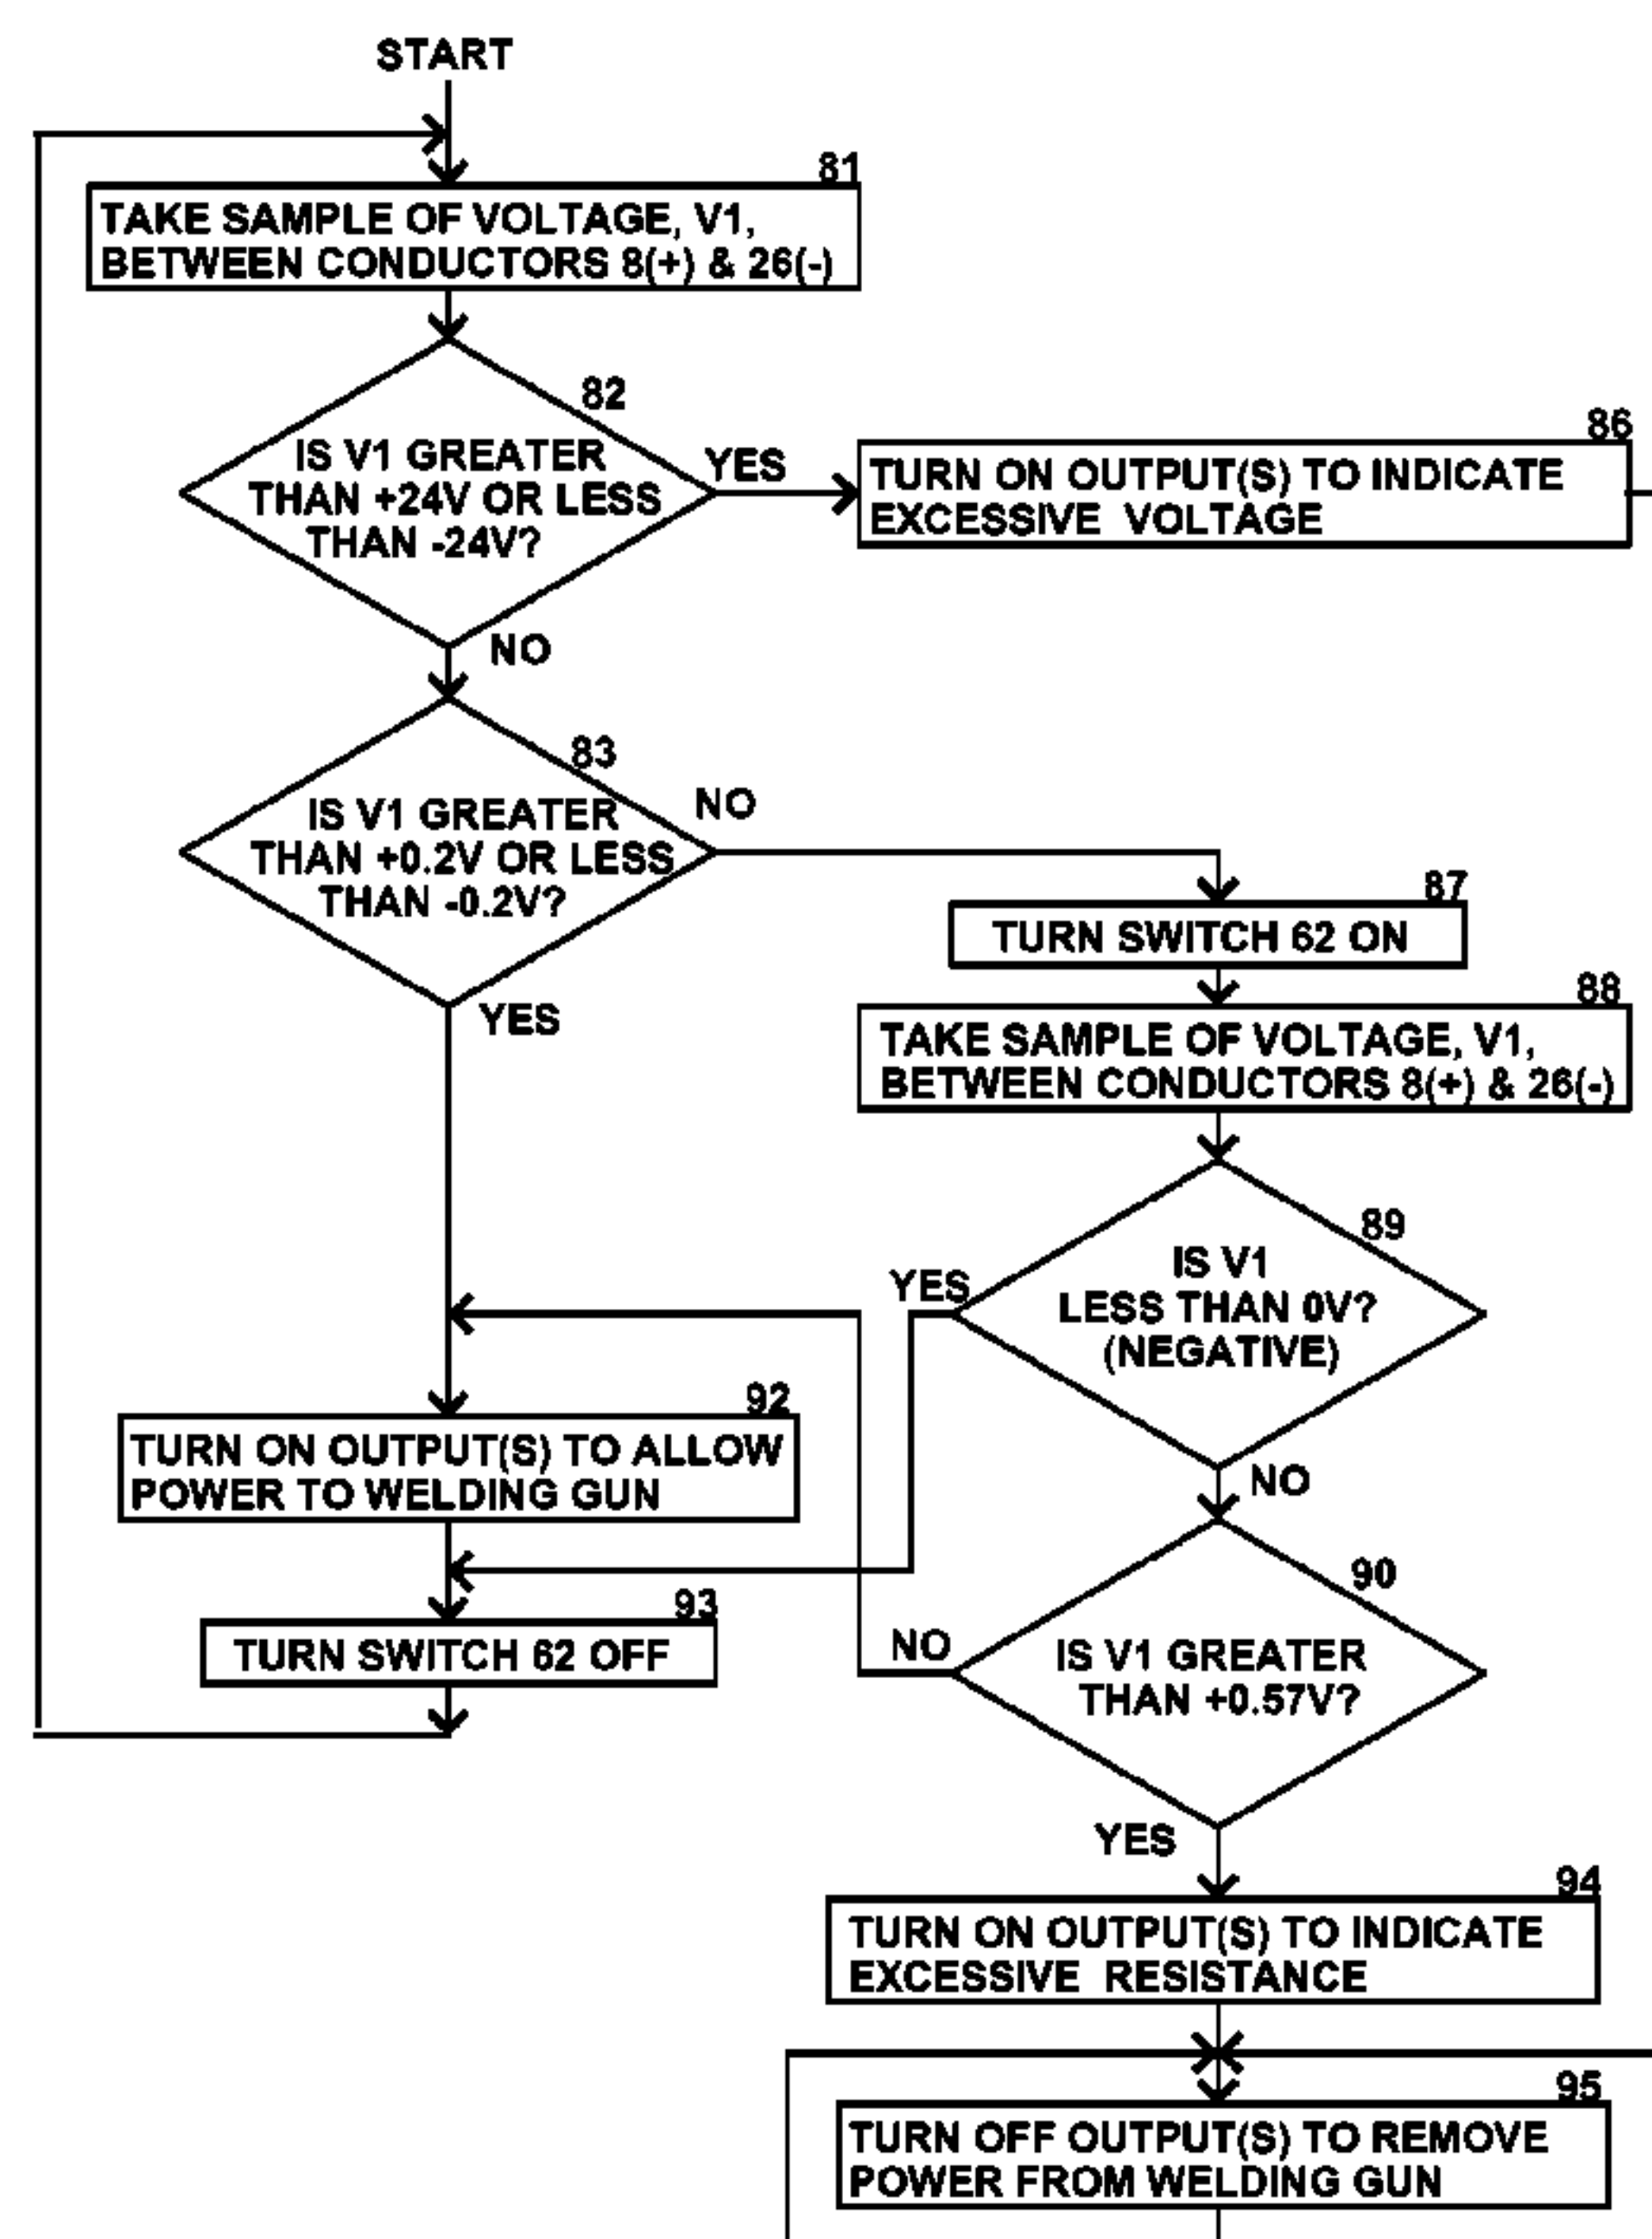 START
81
TAKE SAMPLE OF VOLTAGE, V1,
BETWEEN CONDUCTORS 8(+) & 26(-)
82
IS V1 GREATER
THAN +24V OR LESS
THAN -24V?
YES
NO
86
TURN ON OUTPUT(S) TO INDICATE
EXCESSIVE VOLTAGE
83
IS V1 GREATER
THAN +0.2V OR LESS
THAN -0.2V?
NO
YES
87
TURN SWITCH 62 ON
88
TAKE SAMPLE OF VOLTAGE, V1,
BETWEEN CONDUCTORS 8(+) & 26(-)
89
IS V1
LESS THAN 0V?
(NEGATIVE)
YES
NO
92
TURN ON OUTPUT(S) TO ALLOW
POWER TO WELDING GUN
93
TURN SWITCH 62 OFF
90
IS V1 GREATER
THAN +0.57V?
NO
YES
94
TURN ON OUTPUT(S) TO INDICATE
EXCESSIVE RESISTANCE
95
TURN OFF OUTPUT(S) TO REMOVE
POWER FROM WELDING GUN